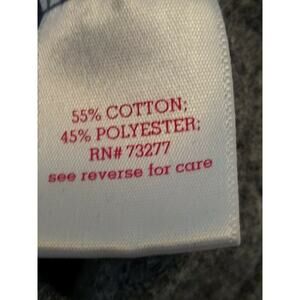 55% COTTON;
45% POLYESTER;
RN# 73277
see reverse for care